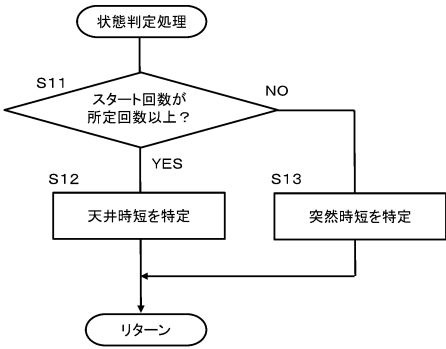 状態判定処理
S11
スタート回数が
所定回数以上?
NO
YES
S12
天井時短を特定
S13
突然時短を特定
リターン